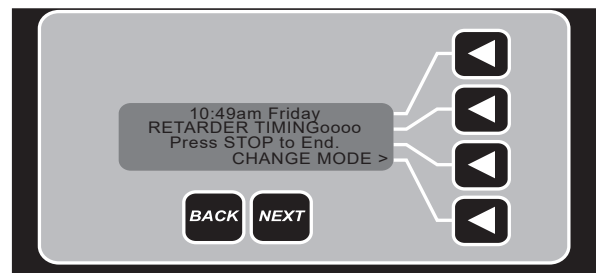 10:49am Friday
RETARDER TIMINGoooo
Press STOP to End.
CHANGE MODE >
BACK NEXT